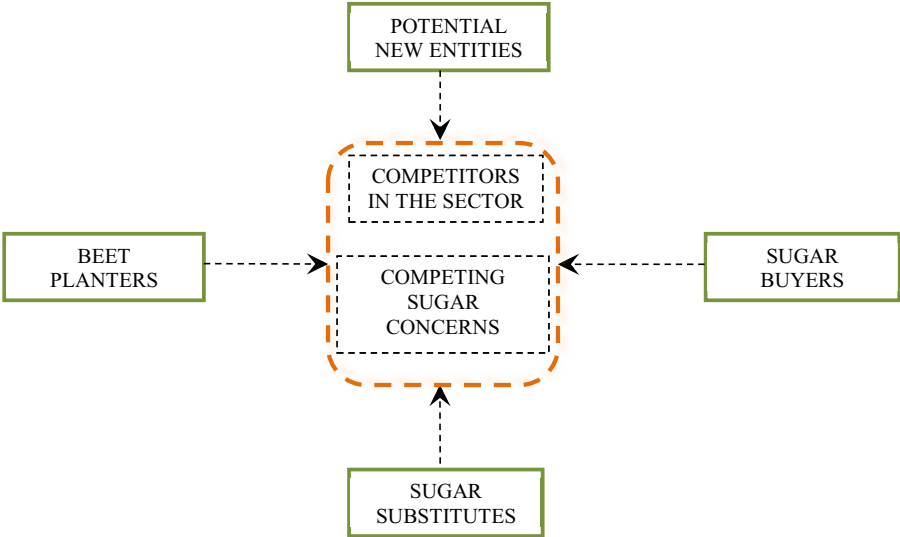 POTENTIAL
NEW ENTITIES
COMPETITORS
IN THE SECTOR
BEET
PLANTERS
COMPETING
SUGAR
CONCERNS
SUGAR
BUYERS
SUGAR
SUBSTITUTES